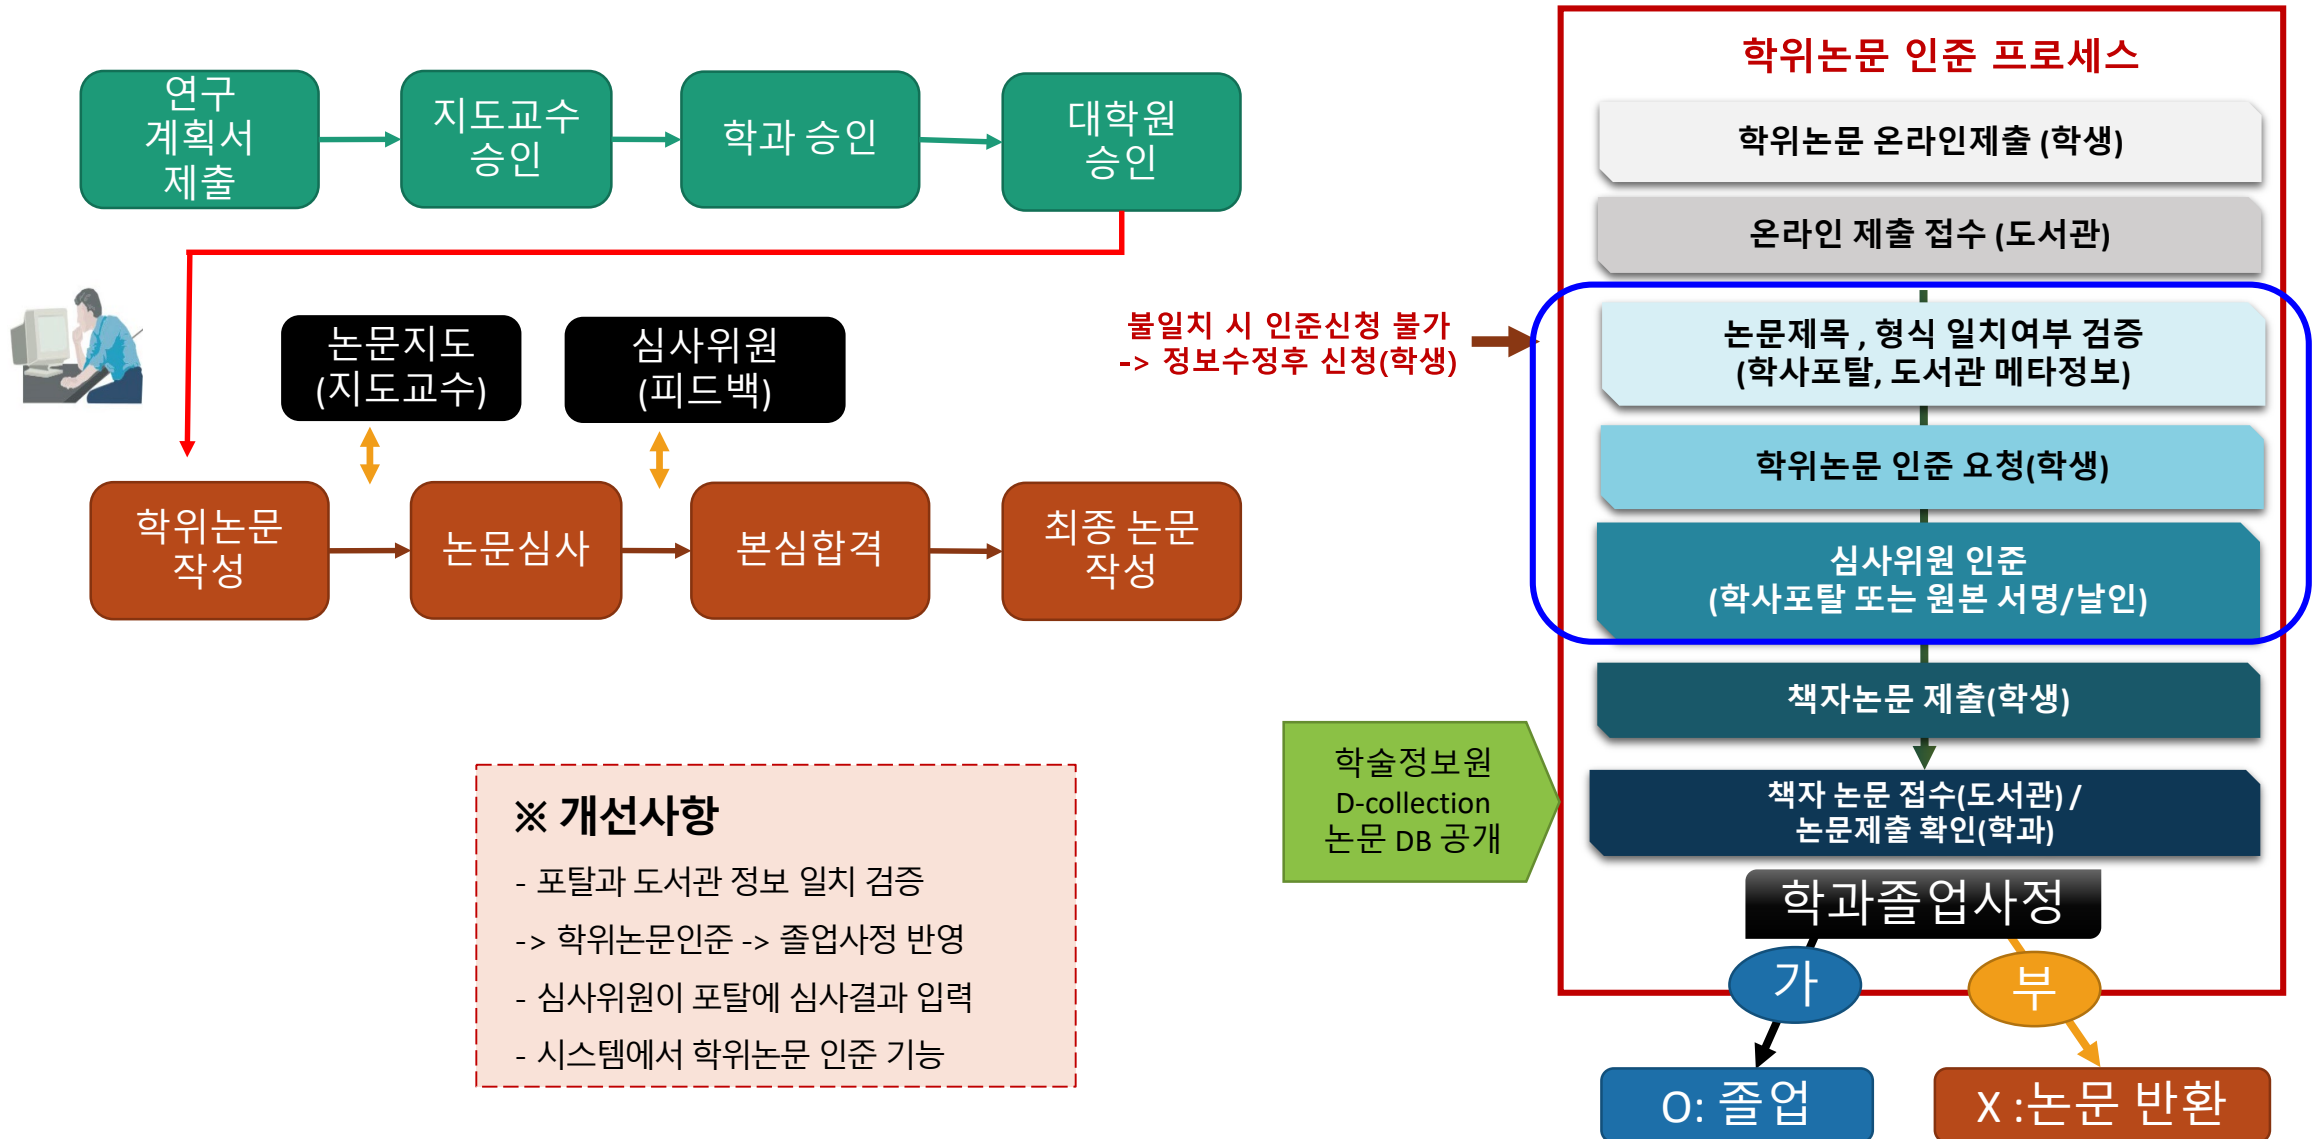 연구
계획서
제출
지도교수
승인
학과 승인
대학원
승인
논문지도
(지도교수)
심사위원
(피드백)
학위논문
작성
논문심사
본심합격
최종 논문
작성
※ 개선사항
- 포탈과 도서관 정보 일치 검증
-> 학위논문인준 -> 졸업사정 반영
- 심사위원이 포탈에 심사결과 입력
- 시스템에서 학위논문 인준 기능
불일치 시 인준신청 불가
-> 정보수정후 신청(학생)
학술정보원
D-collection
논문 DB 공개
학위논문 인준 프로세스
학위논문 온라인제출 (학생)
온라인 제출 접수 (도서관)
논문제목 , 형식 일치여부 검증
(학사포탈, 도서관 메타정보)
학위논문 인준 요청(학생)
심사위원 인준
(학사포탈 또는 원본 서명/날인)
책자논문 제출(학생)
책자 논문 접수(도서관) /
논문제출 확인(학과)
학과졸업사정
가
부
O: 졸업
X :논문 반환